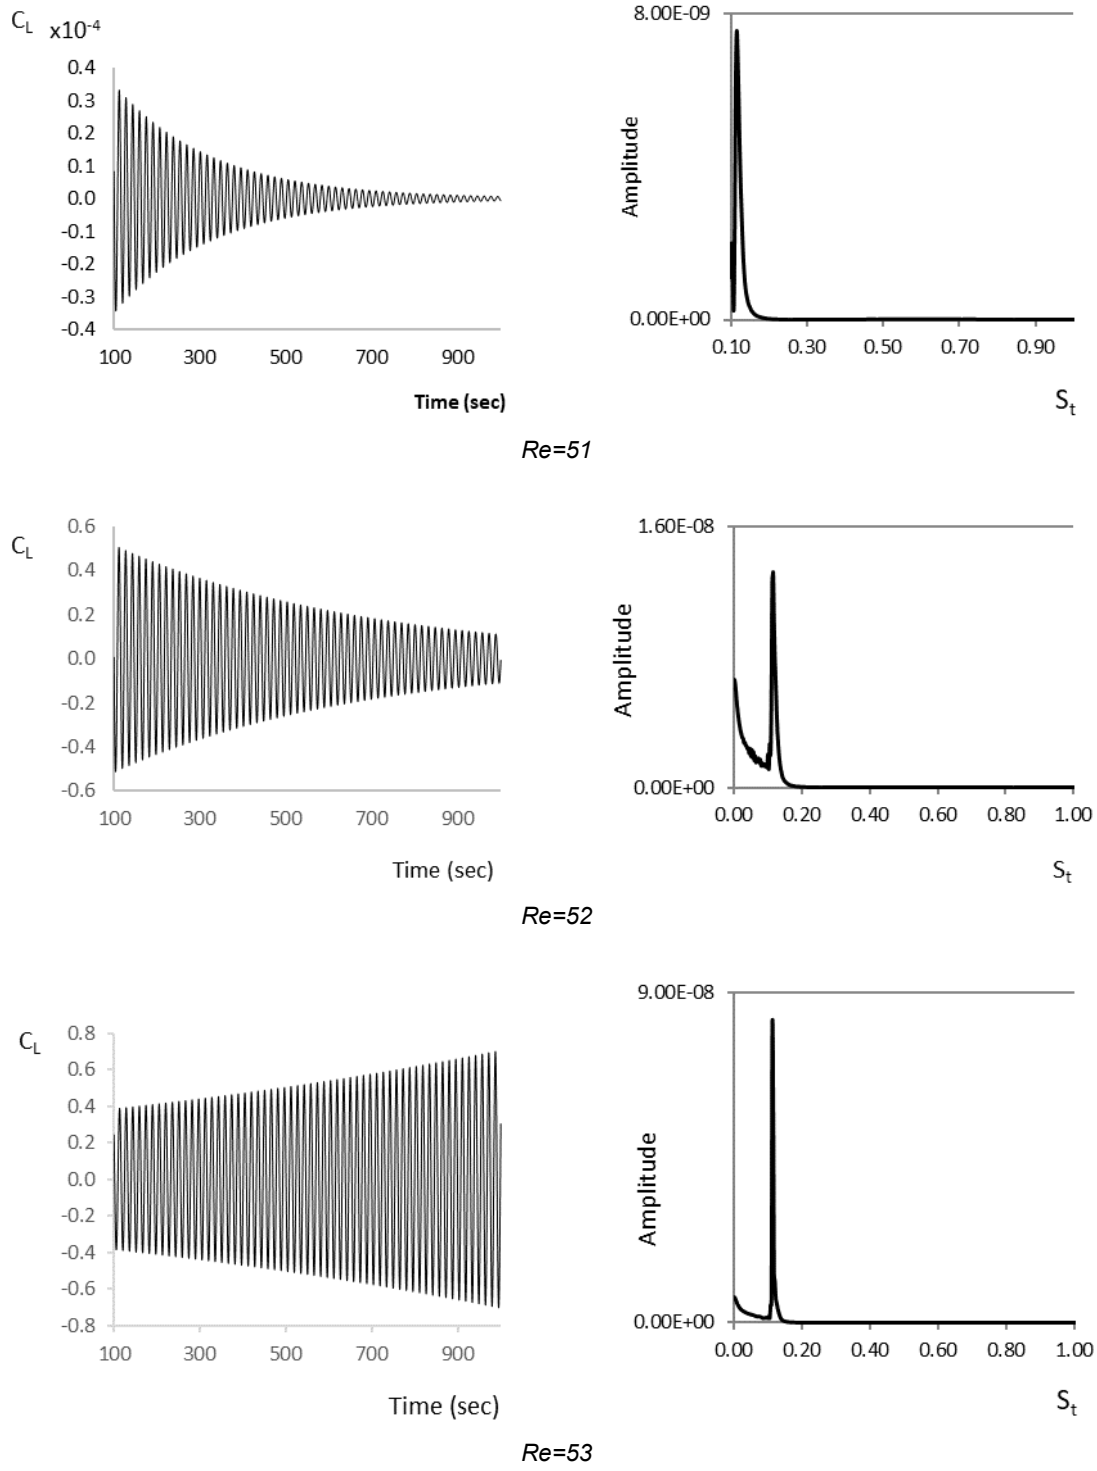 C_L x10^-4
0.4
0.3
0.2
0.1
0.0
-0.1
-0.2
-0.3
-0.4
100 300 500 700 900
Time (sec)
8.00E-09
Amplitude
0.00E+00
0.10 0.30 0.50 0.70 0.90
S_t
Re=51
C_L
0.6
0.4
0.2
0.0
-0.2
-0.4
-0.6
100 300 500 700 900
Time (sec)
1.60E-08
Amplitude
0.00E+00
0.00 0.20 0.40 0.60 0.80 1.00
S_t
Re=52
C_L
0.8
0.6
0.4
0.2
0.0
-0.2
-0.4
-0.6
-0.8
100 300 500 700 900
Time (sec)
9.00E-08
Amplitude
0.00E+00
0.00 0.20 0.40 0.60 0.80 1.00
S_t
Re=53